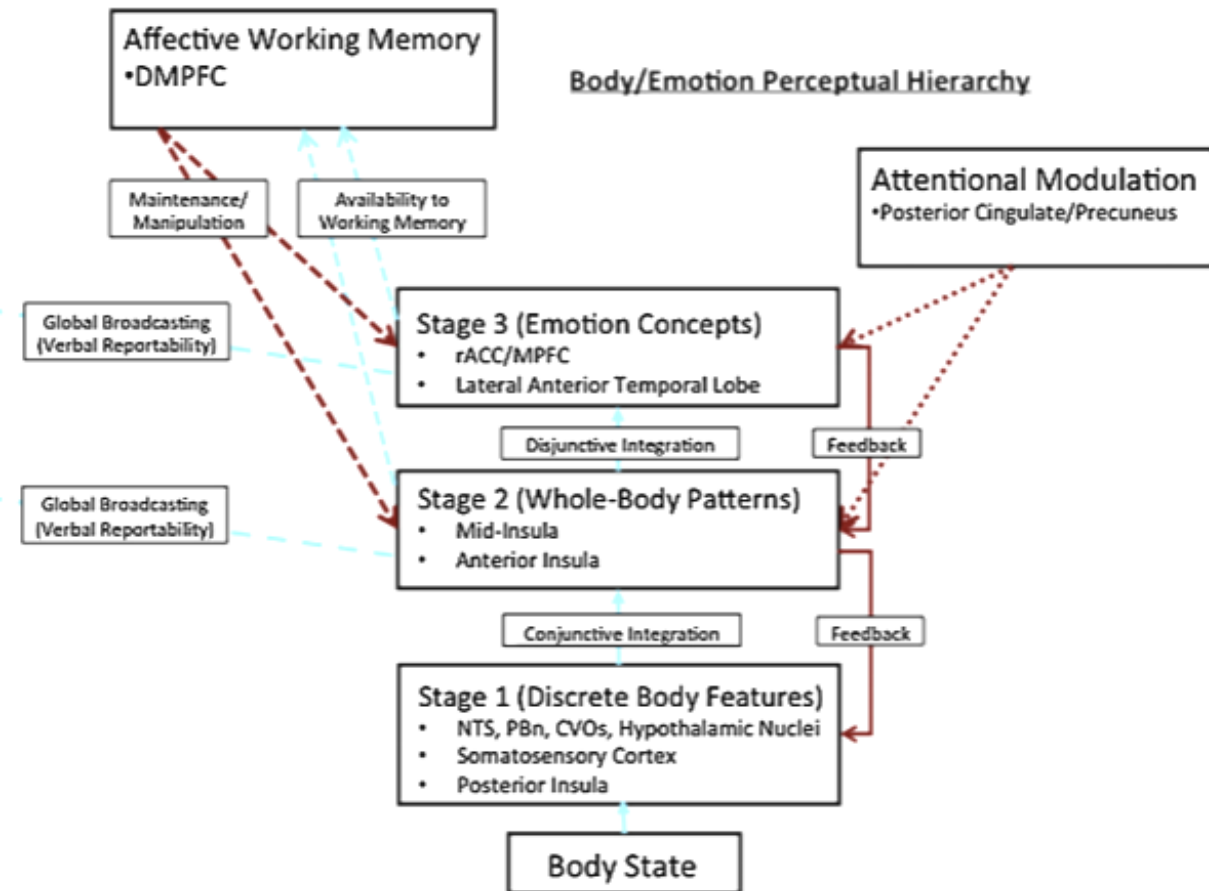 Affective Working Memory
•DMPFC
Body/Emotion Perceptual Hierarchy
Attentional Modulation
•Posterior Cingulate/Precuneus
Maintenance/
Manipulation
Availability to
Working Memory
Global Broadcasting
(Verbal Reportability)
Stage 3 (Emotion Concepts)
• rACC/MPFC
• Lateral Anterior Temporal Lobe
Disjunctive Integration
Feedback
Global Broadcasting
(Verbal Reportability)
Stage 2 (Whole-Body Patterns)
• Mid-Insula
• Anterior Insula
Conjunctive Integration
Feedback
Stage 1 (Discrete Body Features)
• NTS, PBn, CVOs, Hypothalamic Nuclei
• Somatosensory Cortex
• Posterior Insula
Body State